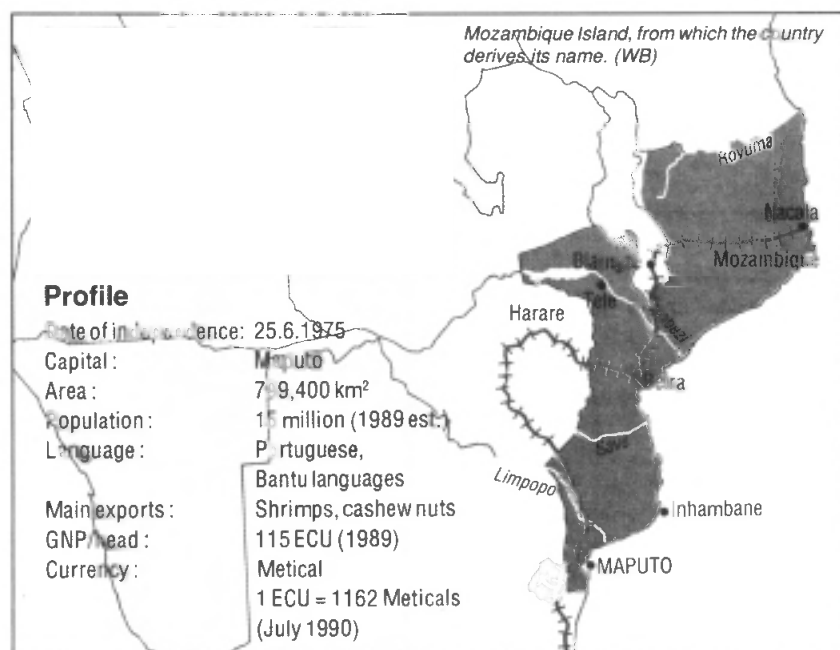 Mozambique Island, from which the country
derives its name. (WB)
Rovuma
Nacala
Mozambique
Tete
Harare
Beira
Save
Limpopo
Inhambane
MAPUTO
Profile
Date of independence: 25.6.1975
Capital : Maputo
Area : 799,400 km²
Population : 15 million (1989 est.)
Language : Portuguese,
Bantu languages
Main exports : Shrimps, cashew nuts
GNP/head : 115 ECU (1989)
Currency : Metical
1 ECU = 1162 Meticals
(July 1990)